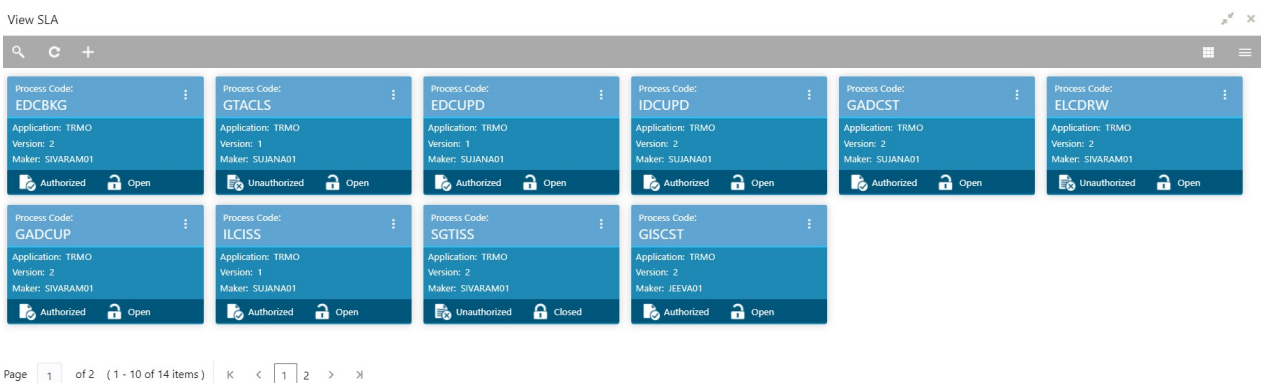 View SLA
Process Code:
EDCBKG
Application: TRMO
Version: 2
Maker: SIVARAM01
Authorized Open
Process Code:
GTACLS
Application: TRMO
Version: 1
Maker: SUJANA01
Unauthorized Open
Process Code:
EDCUPD
Application: TRMO
Version: 1
Maker: SUJANA01
Authorized Open
Process Code:
IDCUPD
Application: TRMO
Version: 2
Maker: SUJANA01
Authorized Open
Process Code:
GADCST
Application: TRMO
Version: 2
Maker: SUJANA01
Authorized Open
Process Code:
ELCDRW
Application: TRMO
Version: 2
Maker: SIVARAM01
Unauthorized Open
Process Code:
GADCUP
Application: TRMO
Version: 2
Maker: SIVARAM01
Authorized Open
Process Code:
ILCISS
Application: TRMO
Version: 1
Maker: SUJANA01
Authorized Open
Process Code:
SGTISS
Application: TRMO
Version: 2
Maker: SIVARAM01
Unauthorized Closed
Process Code:
GISCST
Application: TRMO
Version: 2
Maker: JEEVA01
Authorized Open
Page 1 of 2 (1 - 10 of 14 items) 1 2